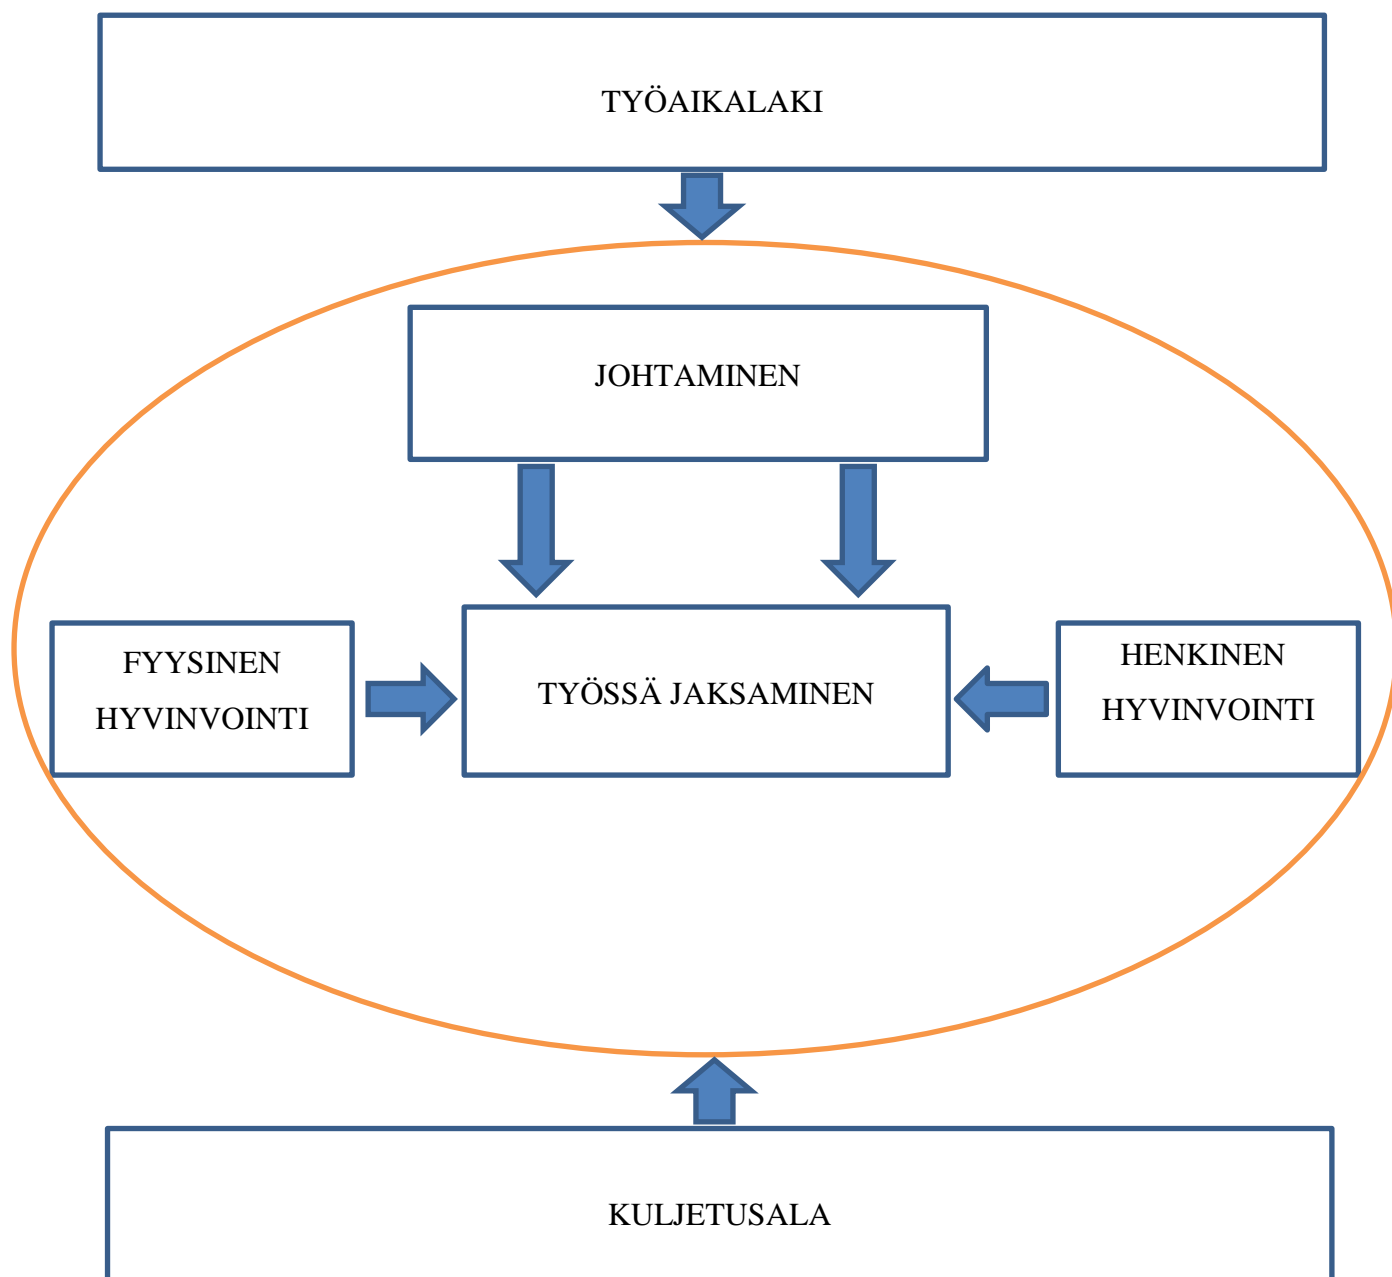 TYÖAIKALAKI
JOHTAMINEN
FYYSINEN
HYVINVOINTI
TYÖSSÄ JAKSAMINEN
HENKINEN
HYVINVOINTI
KULJETUSALA